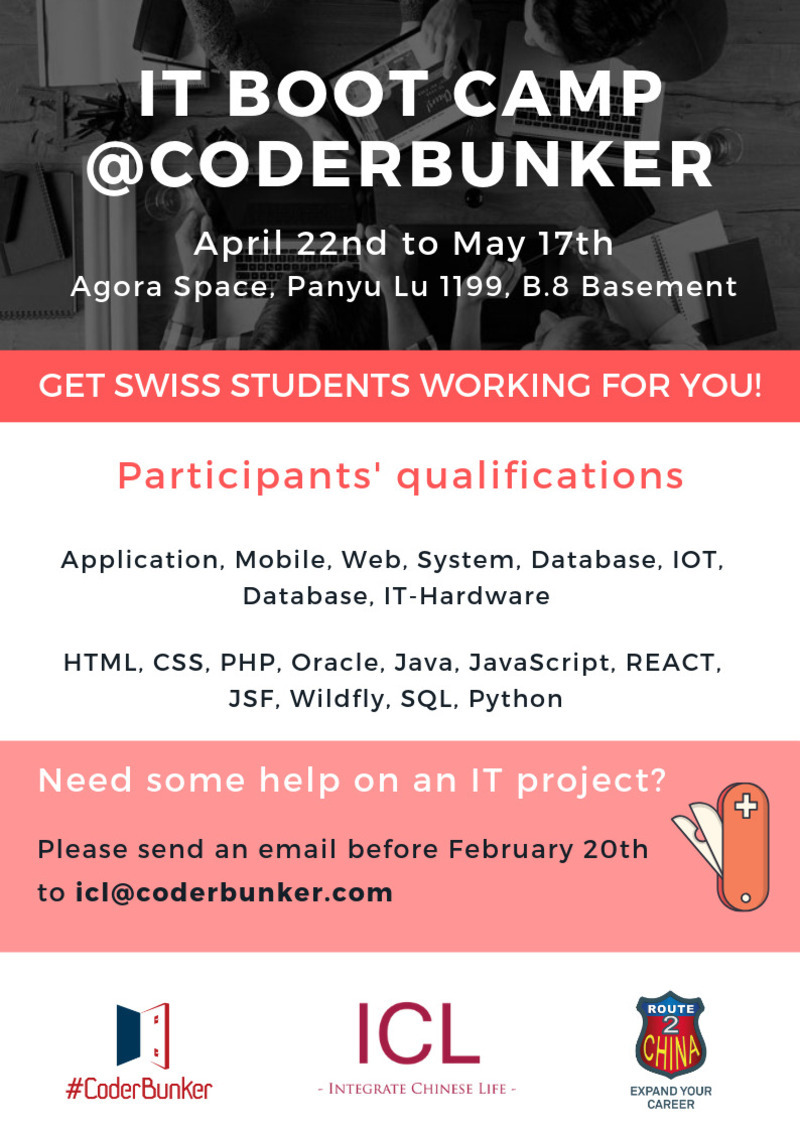 IT BOOT CAMP
@CODERBUNKER
April 22nd to May 17th
Agora Space, Panyu Lu 1199, B.8 Basement
GET SWISS STUDENTS WORKING FOR YOU!
Participants' qualifications
Application, Mobile, Web, System, Database, IOT,
Database, IT-Hardware
HTML, CSS, PHP, Oracle, Java, JavaScript, REACT,
JSF, Wildfly, SQL, Python
Need some help on an IT project?
Please send an email before February 20th
to icl@coderbunker.com
#CoderBunker
ICL
- INTEGRATE CHINESE LIFE -
ROUTE
2
CHINA
EXPAND YOUR
CAREER